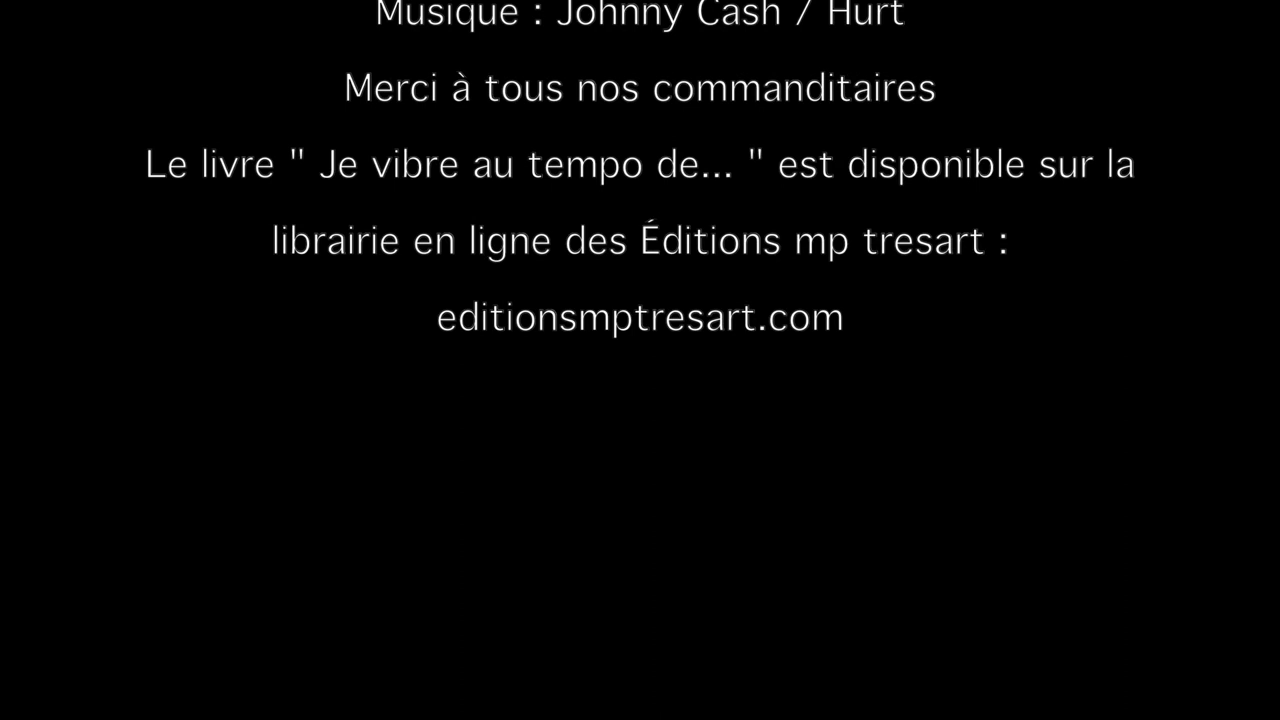 Musique : Johnny Cash / Hurt
Merci à tous nos commanditaires
Le livre " Je vibre au tempo de... " est disponible sur la
librairie en ligne des Éditions mp tresart :
editionsmptresart.com